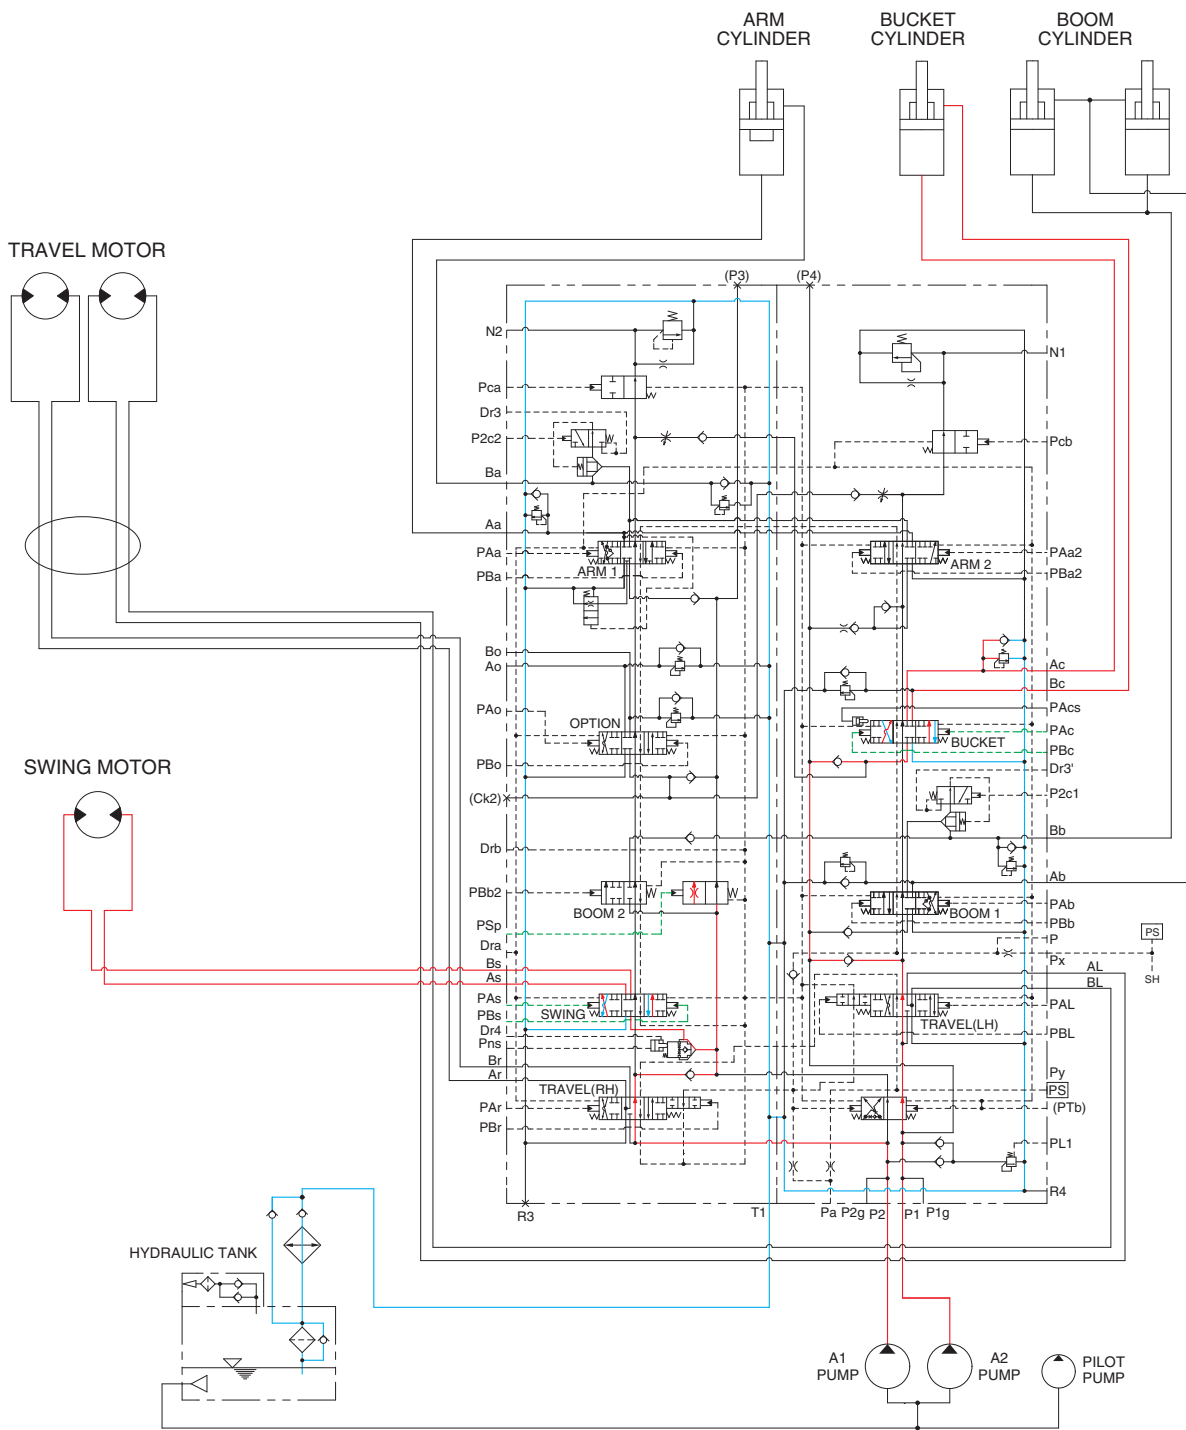 ARM
CYLINDER
BUCKET
CYLINDER
BOOM
CYLINDER
TRAVEL MOTOR
(P3)
(P4)
N2
N1
Pca
Dr3
P2c2
Pcb
Ba
Aa
PAa
ARM 1
PBa
ARM 2
PAa2
PBa2
Bo
Ao
Ac
Bc
PAo
OPTION
PAcs
PAc
BUCKET
PBc
PBo
Dr3'
(Ck2)
P2c1
SWING MOTOR
Bb
Drb
Ab
PBb2
BOOM 2
BOOM 1
PAb
PBb
PSp
P
PS
Dra
Px
Bs
AL
As
BL
SH
PAs
SWING
PAL
PBs
TRAVEL(LH)
PBL
Dr4
Pns
Br
Py
Ar
TRAVEL(RH)
PS
PAr
(PTb)
PBr
PL1
R4
R3
T1
Pa
P2g
P2
P1
P1g
HYDRAULIC TANK
A1
PUMP
A2
PUMP
PILOT
PUMP